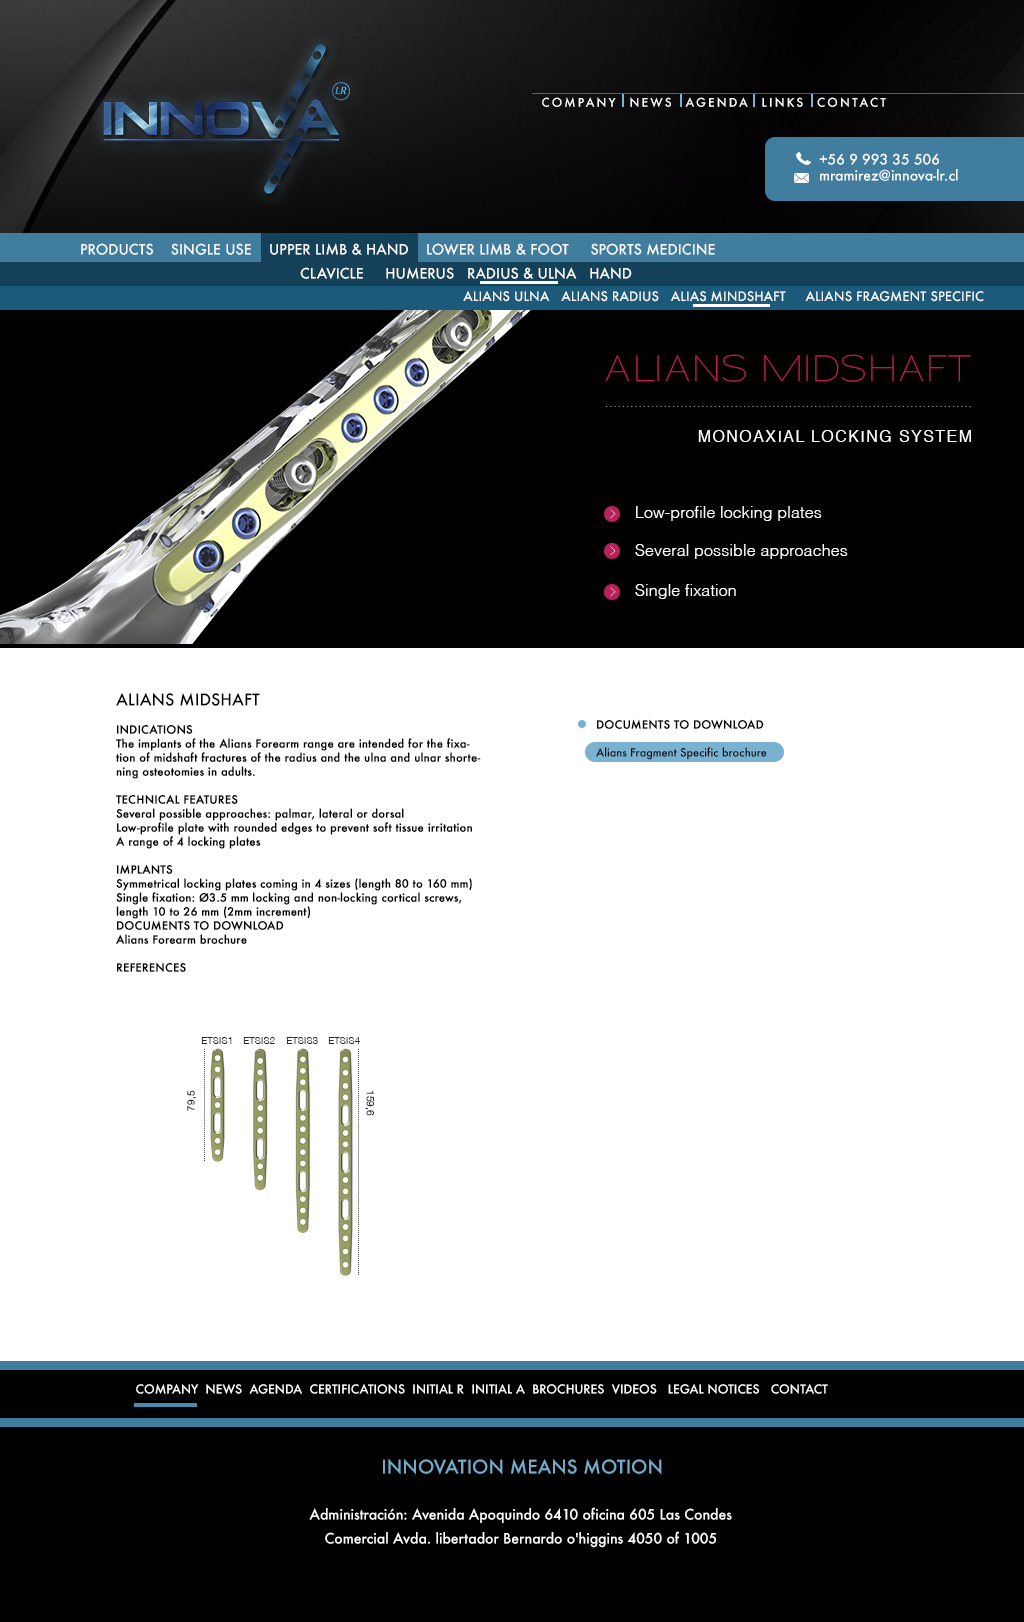 INNOVA LR
COMPANY NEWS AGENDA LINKS CONTACT
+56 9 993 35 506
mramirez@innova-lr.cl
PRODUCTS SINGLE USE UPPER LIMB & HAND LOWER LIMB & FOOT SPORTS MEDICINE
CLAVICLE HUMERUS RADIUS & ULNA HAND
ALIANS ULNA ALIANS RADIUS ALIAS MINDSHAFT ALIANS FRAGMENT SPECIFIC
ALIANS MIDSHAFT
MONOAXIAL LOCKING SYSTEM
Low-profile locking plates
Several possible approaches
Single fixation
ALIANS MIDSHAFT
INDICATIONS
The implants of the Alians Forearm range are intended for the fixa-
tion of midshaft fractures of the radius and the ulna and ulnar shorte-
ning osteotomies in adults.
TECHNICAL FEATURES
Several possible approaches: palmar, lateral or dorsal
Low-profile plate with rounded edges to prevent soft tissue irritation
A range of 4 locking plates
IMPLANTS
Symmetrical locking plates coming in 4 sizes (length 80 to 160 mm)
Single fixation: Ø3.5 mm locking and non-locking cortical screws,
length 10 to 26 mm (2mm increment)
DOCUMENTS TO DOWNLOAD
Alians Forearm brochure
REFERENCES
DOCUMENTS TO DOWNLOAD
Alians Fragment Specific brochure
ETSIS1 ETSIS2 ETSIS3 ETSIS4
79,5
159,6
COMPANY NEWS AGENDA CERTIFICATIONS INITIAL R INITIAL A BROCHURES VIDEOS LEGAL NOTICES CONTACT
INNOVATION MEANS MOTION
Administración: Avenida Apoquindo 6410 oficina 605 Las Condes
Comercial Avda. libertador Bernardo o'higgins 4050 of 1005